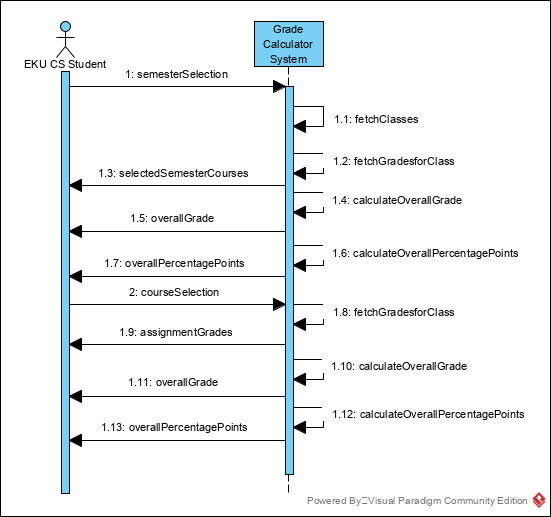 Grade
Calculator
System
EKU CS Student
1: semesterSelection
1.1: fetchClasses
1.2: fetchGradesforClass
1.3: selectedSemesterCourses
1.4: calculateOverallGrade
1.5: overallGrade
1.6: calculateOverallPercentagePoints
1.7: overallPercentagePoints
2: courseSelection
1.8: fetchGradesforClass
1.9: assignmentGrades
1.10: calculateOverallGrade
1.11: overallGrade
1.12: calculateOverallPercentagePoints
1.13: overallPercentagePoints
Powered By Visual Paradigm Community Edition